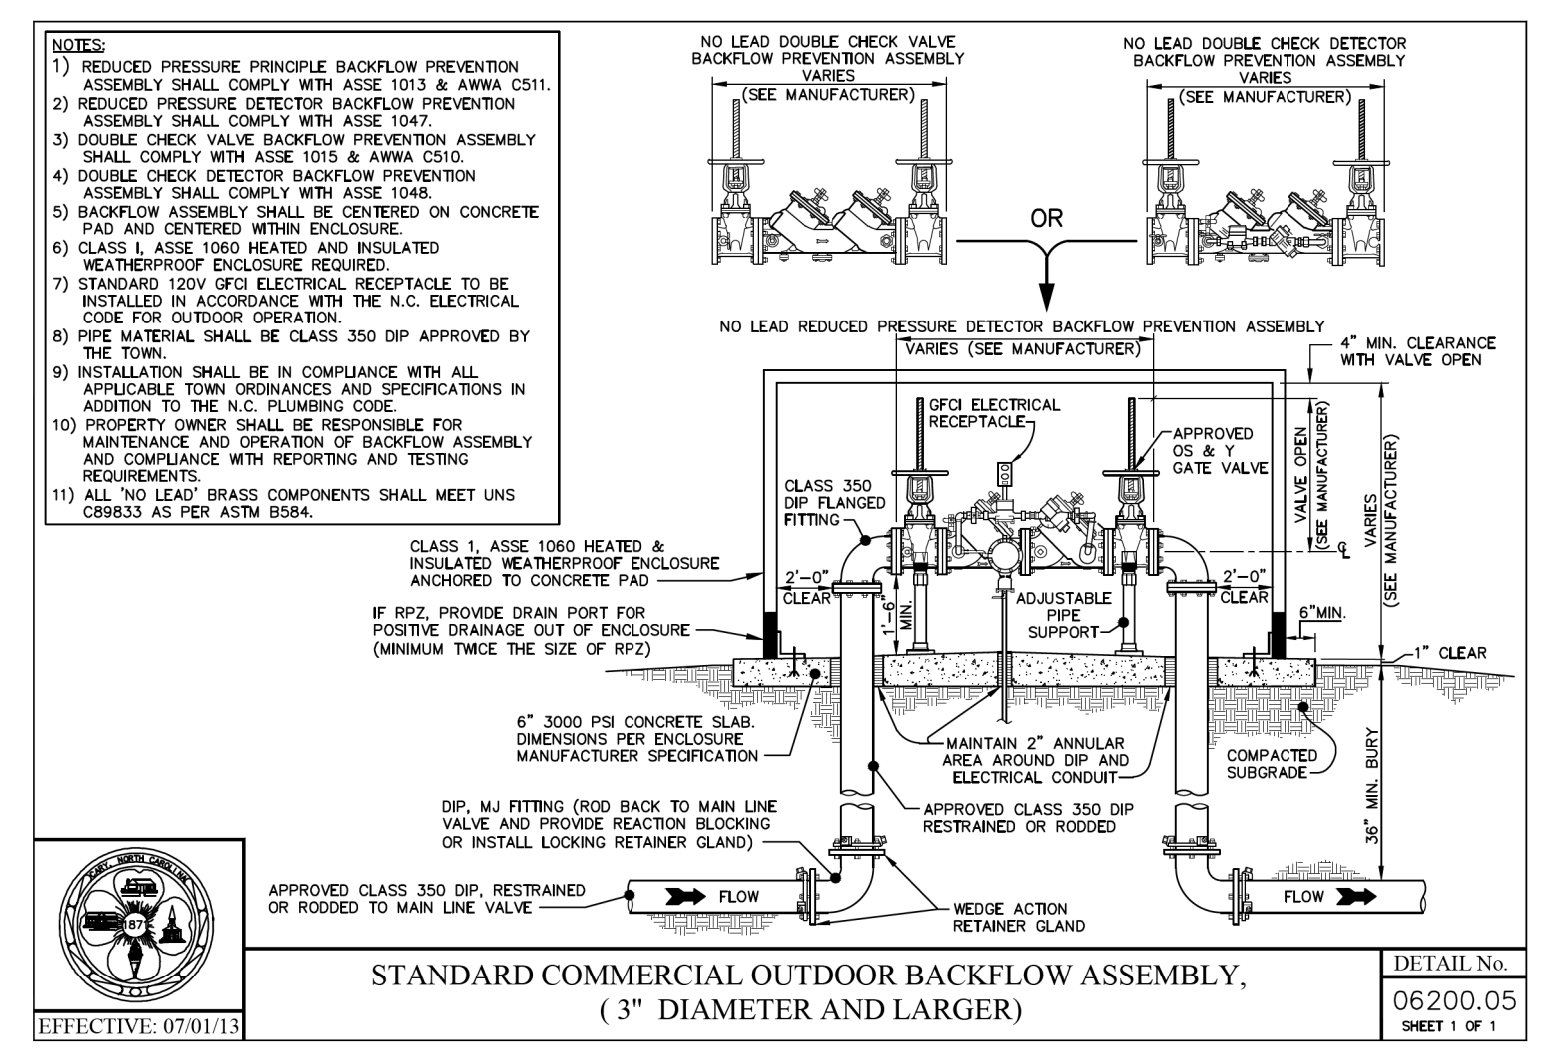 NOTES:
1) REDUCED PRESSURE PRINCIPLE BACKFLOW PREVENTION
ASSEMBLY SHALL COMPLY WITH ASSE 1013 & AWWA C511.
2) REDUCED PRESSURE DETECTOR BACKFLOW PREVENTION
ASSEMBLY SHALL COMPLY WITH ASSE 1047.
3) DOUBLE CHECK VALVE BACKFLOW PREVENTION ASSEMBLY
SHALL COMPLY WITH ASSE 1015 & AWWA C510.
4) DOUBLE CHECK DETECTOR BACKFLOW PREVENTION
ASSEMBLY SHALL COMPLY WITH ASSE 1048.
5) BACKFLOW ASSEMBLY SHALL BE CENTERED ON CONCRETE
PAD AND CENTERED WITHIN ENCLOSURE.
6) CLASS I, ASSE 1060 HEATED AND INSULATED
WEATHERPROOF ENCLOSURE REQUIRED.
7) STANDARD 120V GFCI ELECTRICAL RECEPTACLE TO BE
INSTALLED IN ACCORDANCE WITH THE N.C. ELECTRICAL
CODE FOR OUTDOOR OPERATION.
8) PIPE MATERIAL SHALL BE CLASS 350 DIP APPROVED BY
THE TOWN.
9) INSTALLATION SHALL BE IN COMPLIANCE WITH ALL
APPLICABLE TOWN ORDINANCES AND SPECIFICATIONS IN
ADDITION TO THE N.C. PLUMBING CODE.
10) PROPERTY OWNER SHALL BE RESPONSIBLE FOR
MAINTENANCE AND OPERATION OF BACKFLOW ASSEMBLY
AND COMPLIANCE WITH REPORTING AND TESTING
REQUIREMENTS.
11) ALL 'NO LEAD' BRASS COMPONENTS SHALL MEET UNS
C89833 AS PER ASTM B584.
NO LEAD DOUBLE CHECK VALVE
BACKFLOW PREVENTION ASSEMBLY
VARIES
(SEE MANUFACTURER)
NO LEAD DOUBLE CHECK DETECTOR
BACKFLOW PREVENTION ASSEMBLY
VARIES
(SEE MANUFACTURER)
OR
NO LEAD REDUCED PRESSURE DETECTOR BACKFLOW PREVENTION ASSEMBLY
VARIES (SEE MANUFACTURER)
4" MIN. CLEARANCE
WITH VALVE OPEN
GFCI ELECTRICAL
RECEPTACLE
APPROVED
OS & Y
GATE VALVE
VALVE OPEN
(SEE MANUFACTURER)
VARIES
(SEE MANUFACTURER)
CLASS 350
DIP FLANGED
FITTING
CLASS 1, ASSE 1060 HEATED &
INSULATED WEATHERPROOF ENCLOSURE
ANCHORED TO CONCRETE PAD
2'-0"
CLEAR
1'-6"
MIN.
ADJUSTABLE
PIPE
SUPPORT
2'-0"
CLEAR
6"MIN.
IF RPZ, PROVIDE DRAIN PORT FOR
POSITIVE DRAINAGE OUT OF ENCLOSURE
(MINIMUM TWICE THE SIZE OF RPZ)
1" CLEAR
6" 3000 PSI CONCRETE SLAB.
DIMENSIONS PER ENCLOSURE
MANUFACTURER SPECIFICATION
MAINTAIN 2" ANNULAR
AREA AROUND DIP AND
ELECTRICAL CONDUIT
COMPACTED
SUBGRADE
36" MIN. BURY
DIP, MJ FITTING (ROD BACK TO MAIN LINE
VALVE AND PROVIDE REACTION BLOCKING
OR INSTALL LOCKING RETAINER GLAND)
APPROVED CLASS 350 DIP
RESTRAINED OR RODDED
APPROVED CLASS 350 DIP, RESTRAINED
OR RODDED TO MAIN LINE VALVE
FLOW
FLOW
WEDGE ACTION
RETAINER GLAND
CARY, NORTH CAROLINA
1871
EFFECTIVE: 07/01/13
STANDARD COMMERCIAL OUTDOOR BACKFLOW ASSEMBLY,
( 3" DIAMETER AND LARGER)
DETAIL No.
06200.05
SHEET 1 OF 1